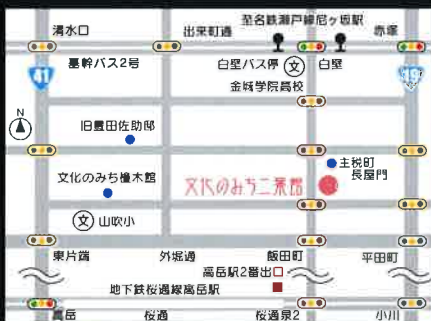 至名鉄瀬戸線尼ヶ坂駅
清水口
出来町通
赤塚
基幹バス2号
白壁バス停
文
白壁
41
金城学院高校
19
N
旧豊田佐助邸
主税町
長屋門
文化のみち橦木館
文化のみち二葉館
文
山吹小
東片端
外堀通
飯田町
平田町
高岳駅2番出口
地下鉄桜通線高岳駅
高岳
桜通
桜通泉2
小川